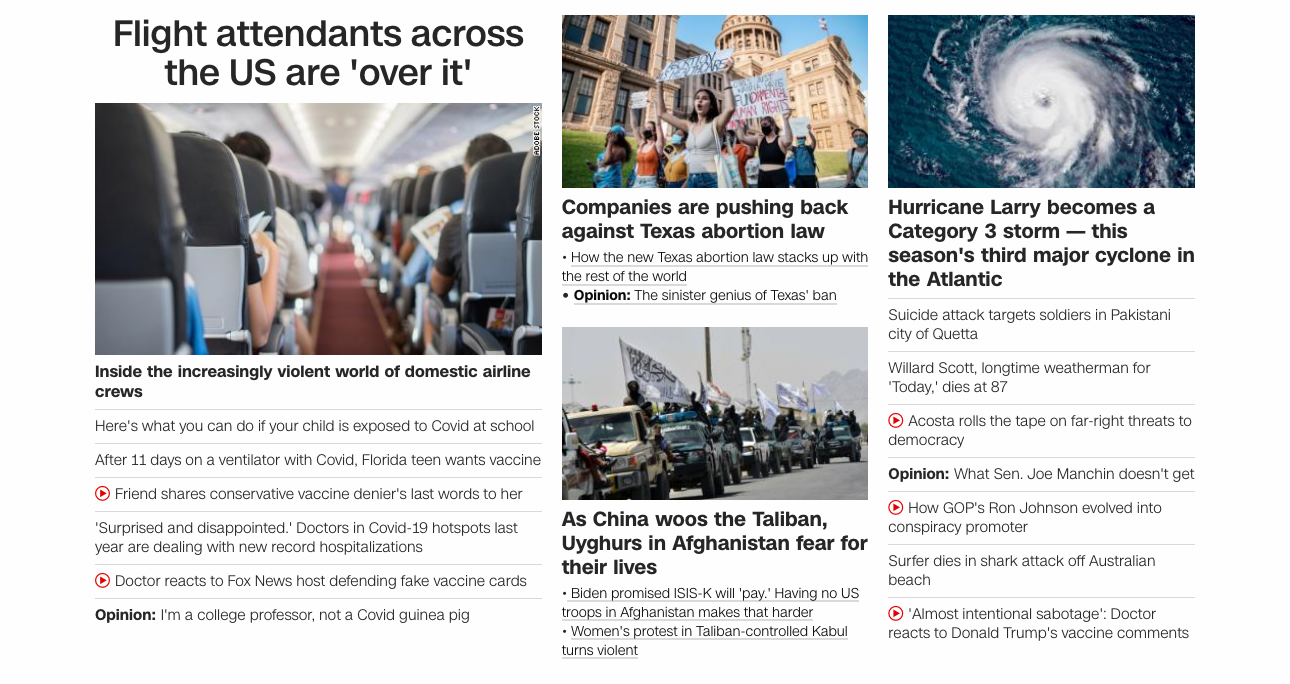 Flight attendants across
the US are 'over it'
ADOBE STOCK
Inside the increasingly violent world of domestic airline
crews
Here's what you can do if your child is exposed to Covid at school
After 11 days on a ventilator with Covid, Florida teen wants vaccine
Friend shares conservative vaccine denier's last words to her
'Surprised and disappointed.' Doctors in Covid-19 hotspots last
year are dealing with new record hospitalizations
Doctor reacts to Fox News host defending fake vaccine cards
Opinion: I'm a college professor, not a Covid guinea pig
Companies are pushing back
against Texas abortion law
• How the new Texas abortion law stacks up with
the rest of the world
• Opinion: The sinister genius of Texas' ban
As China woos the Taliban,
Uyghurs in Afghanistan fear for
their lives
• Biden promised ISIS-K will 'pay.' Having no US
troops in Afghanistan makes that harder
• Women's protest in Taliban-controlled Kabul
turns violent
Hurricane Larry becomes a
Category 3 storm — this
season's third major cyclone in
the Atlantic
Suicide attack targets soldiers in Pakistani
city of Quetta
Willard Scott, longtime weatherman for
'Today,' dies at 87
Acosta rolls the tape on far-right threats to
democracy
Opinion: What Sen. Joe Manchin doesn't get
How GOP's Ron Johnson evolved into
conspiracy promoter
Surfer dies in shark attack off Australian
beach
'Almost intentional sabotage': Doctor
reacts to Donald Trump's vaccine comments